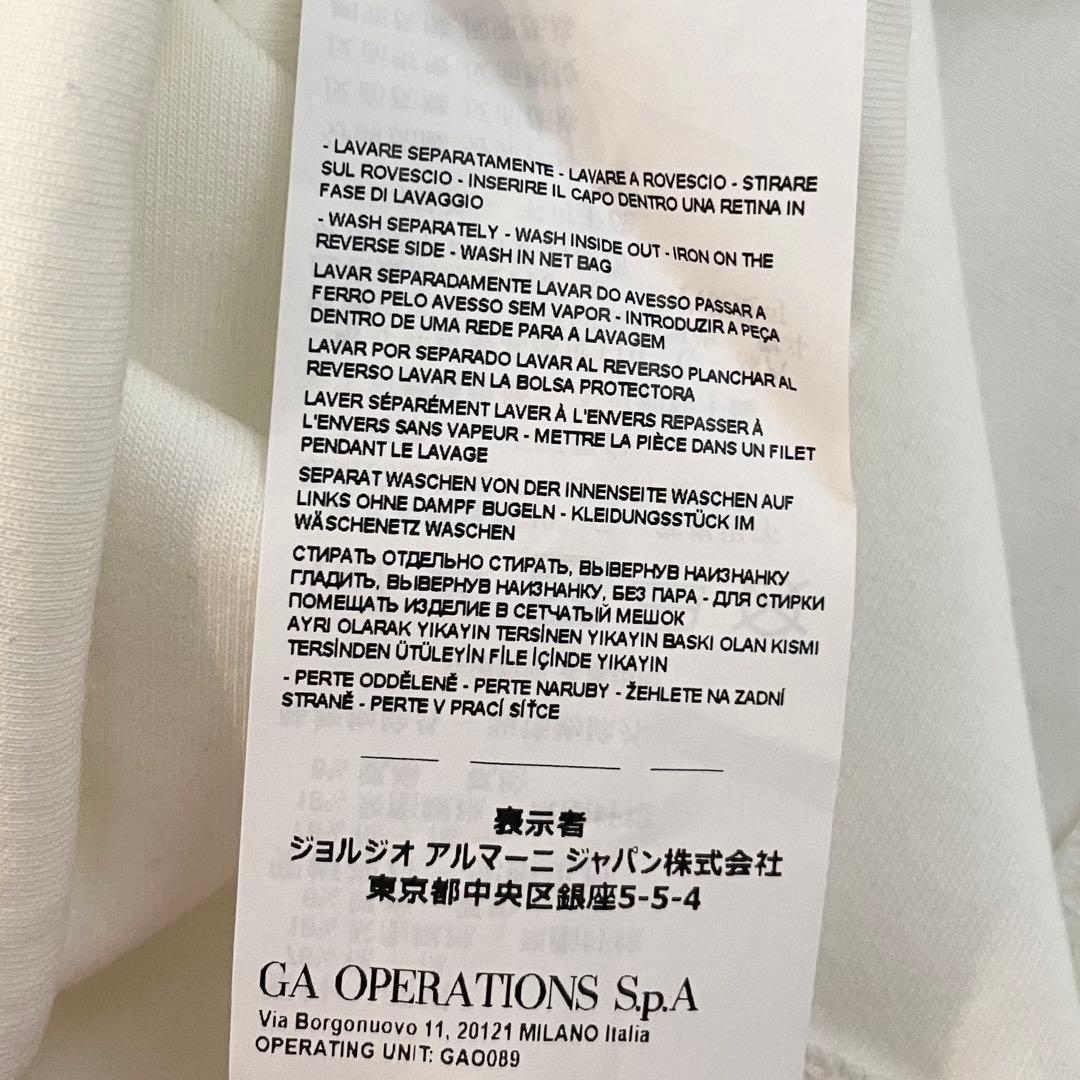 - LAVARE SEPARATAMENTE - LAVARE A ROVESCIO - STIRARE
SUL ROVESCIO - INSERIRE IL CAPO DENTRO UNA RETINA IN
FASE DI LAVAGGIO
- WASH SEPARATELY - WASH INSIDE OUT - IRON ON THE
REVERSE SIDE - WASH IN NET BAG
LAVAR SEPARADAMENTE LAVAR DO AVESSO PASSAR A
FERRO PELO AVESSO SEM VAPOR - INTRODUZIR A PEÇA
DENTRO DE UMA REDE PARA A LAVAGEM
LAVAR POR SEPARADO LAVAR AL REVERSO PLANCHAR AL
REVERSO LAVAR EN LA BOLSA PROTECTORA
LAVER SÉPARÉMENT LAVER À L'ENVERS REPASSER À
L'ENVERS SANS VAPEUR - METTRE LA PIÈCE DANS UN FILET
PENDANT LE LAVAGE
SEPARAT WASCHEN VON DER INNENSEITE WASCHEN AUF
LINKS OHNE DAMPF BUGELN - KLEIDUNGSSTÜCK IM
WÄSCHENETZ WASCHEN
СТИРАТЬ ОТДЕЛЬНО СТИРАТЬ, ВЫВЕРНУВ НАИЗНАНКУ
ГЛАДИТЬ, ВЫВЕРНУВ НАИЗНАНКУ, БЕЗ ПАРА - ДЛЯ СТИРКИ
ПОМЕЩАТЬ ИЗДЕЛИЕ В СЕТЧАТЫЙ МЕШОК
AYRI OLARAK YIKAYIN TERSİNEN YIKAYIN BASKI OLAN KISMI
TERSİNDEN ÜTÜLEYİN FİLE İÇİNDE YIKAYIN
- PERTE ODDĚLENĚ - PERTE NARUBY - ŽEHLETE NA ZADNÍ
STRANĚ - PERTE V PRACÍ SÍŤCE
表示者
ジョルジオ アルマーニ ジャパン株式会社
東京都中央区銀座5-5-4
GA OPERATIONS S.p.A
Via Borgonuovo 11, 20121 MILANO Italia
OPERATING UNIT: GAO089